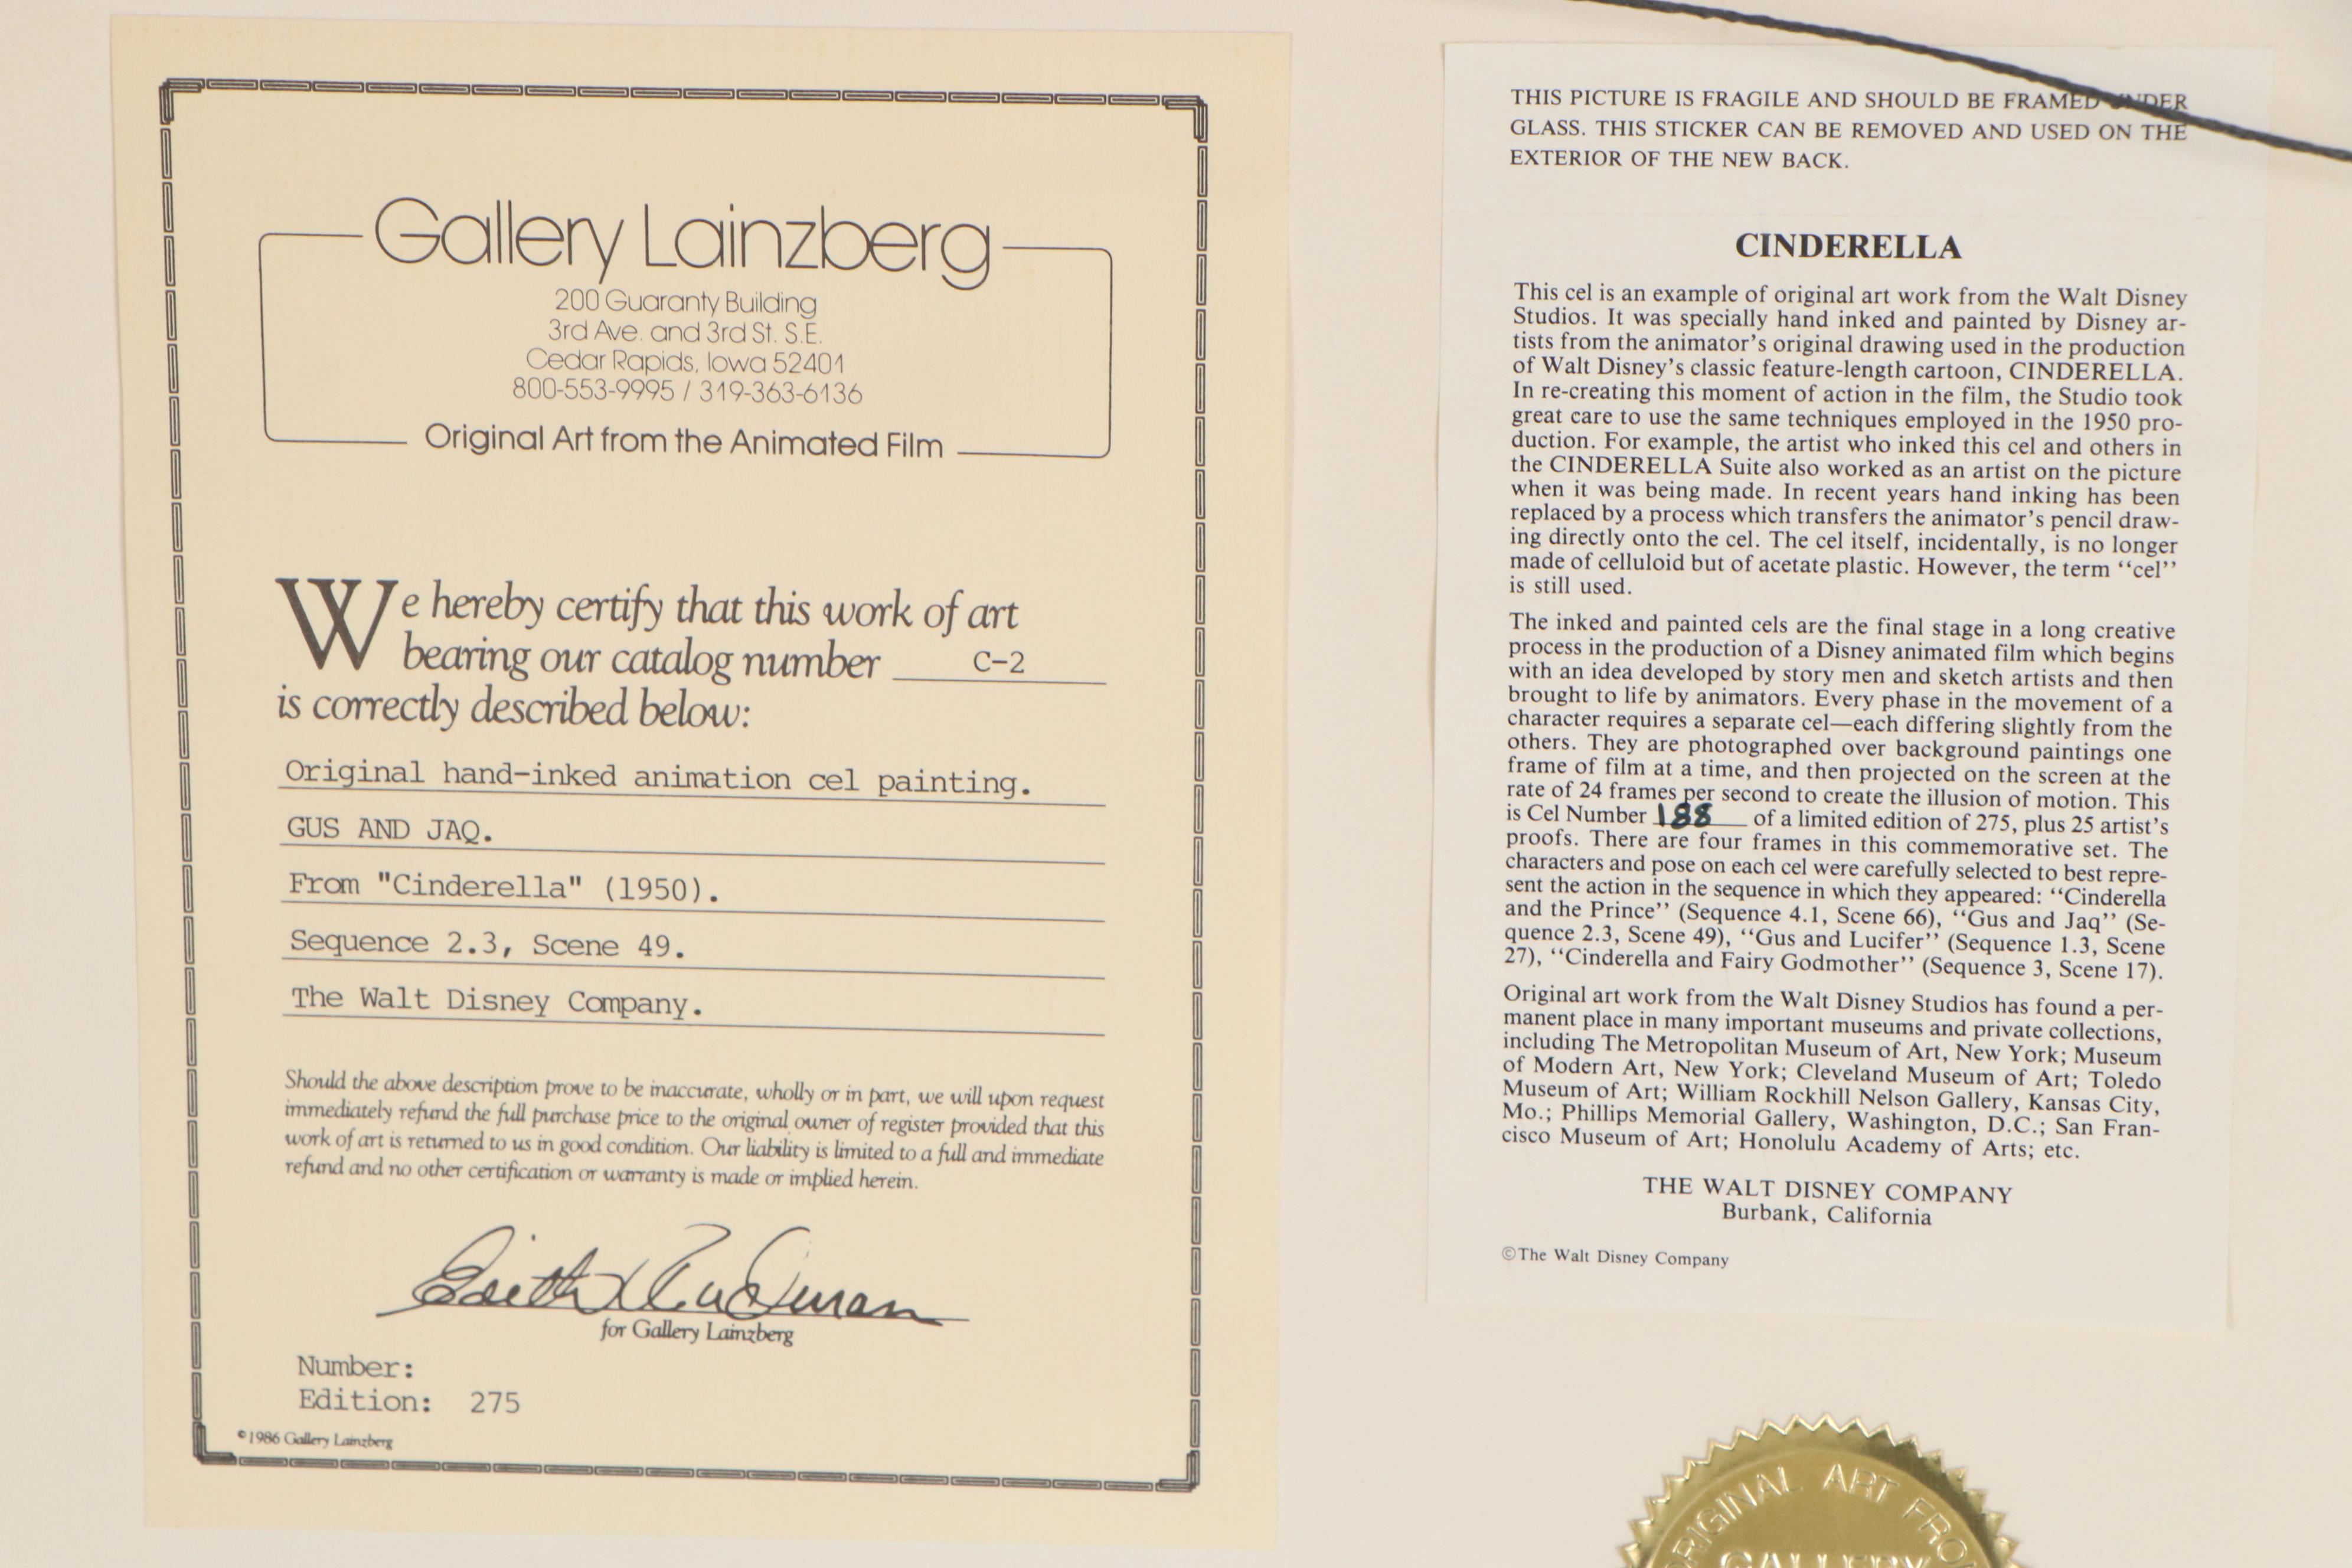 Gallery Lainzberg
200 Guaranty Building
3rd Ave. and 3rd St. S.E.
Cedar Rapids, Iowa 52401
800-553-9995 / 319-363-6136
Original Art from the Animated Film
We hereby certify that this work of art
bearing our catalog number C-2
is correctly described below:
Original hand-inked animation cel painting.
GUS AND JAQ.
From "Cinderella" (1950).
Sequence 2.3, Scene 49.
The Walt Disney Company.
Should the above description prove to be inaccurate, wholly or in part, we will upon request
immediately refund the full purchase price to the original owner of register provided that this
work of art is returned to us in good condition. Our liability is limited to a full and immediate
refund and no other certification or warranty is made or implied herein.
for Gallery Lainzberg
Number:
Edition: 275
©1986 Gallery Lainzberg
THIS PICTURE IS FRAGILE AND SHOULD BE FRAMED UNDER
GLASS. THIS STICKER CAN BE REMOVED AND USED ON THE
EXTERIOR OF THE NEW BACK.
CINDERELLA
This cel is an example of original art work from the Walt Disney
Studios. It was specially hand inked and painted by Disney ar-
tists from the animator's original drawing used in the production
of Walt Disney's classic feature-length cartoon, CINDERELLA.
In re-creating this moment of action in the film, the Studio took
great care to use the same techniques employed in the 1950 pro-
duction. For example, the artist who inked this cel and others in
the CINDERELLA Suite also worked as an artist on the picture
when it was being made. In recent years hand inking has been
replaced by a process which transfers the animator's pencil draw-
ing directly onto the cel. The cel itself, incidentally, is no longer
made of celluloid but of acetate plastic. However, the term ‘‘cel’’
is still used.
The inked and painted cels are the final stage in a long creative
process in the production of a Disney animated film which begins
with an idea developed by story men and sketch artists and then
brought to life by animators. Every phase in the movement of a
character requires a separate cel—each differing slightly from the
others. They are photographed over background paintings one
frame of film at a time, and then projected on the screen at the
rate of 24 frames per second to create the illusion of motion. This
is Cel Number 188 of a limited edition of 275, plus 25 artist's
proofs. There are four frames in this commemorative set. The
characters and pose on each cel were carefully selected to best repre-
sent the action in the sequence in which they appeared: ‘‘Cinderella
and the Prince’’ (Sequence 4.1, Scene 66), ‘‘Gus and Jaq’’ (Se-
quence 2.3, Scene 49), ‘‘Gus and Lucifer’’ (Sequence 1.3, Scene
27), ‘‘Cinderella and Fairy Godmother’’ (Sequence 3, Scene 17).
Original art work from the Walt Disney Studios has found a per-
manent place in many important museums and private collections,
including The Metropolitan Museum of Art, New York; Museum
of Modern Art, New York; Cleveland Museum of Art; Toledo
Museum of Art; William Rockhill Nelson Gallery, Kansas City,
Mo.; Phillips Memorial Gallery, Washington, D.C.; San Fran-
cisco Museum of Art; Honolulu Academy of Arts; etc.
THE WALT DISNEY COMPANY
Burbank, California
©The Walt Disney Company
ORIGINAL ART FROM
GALLERY